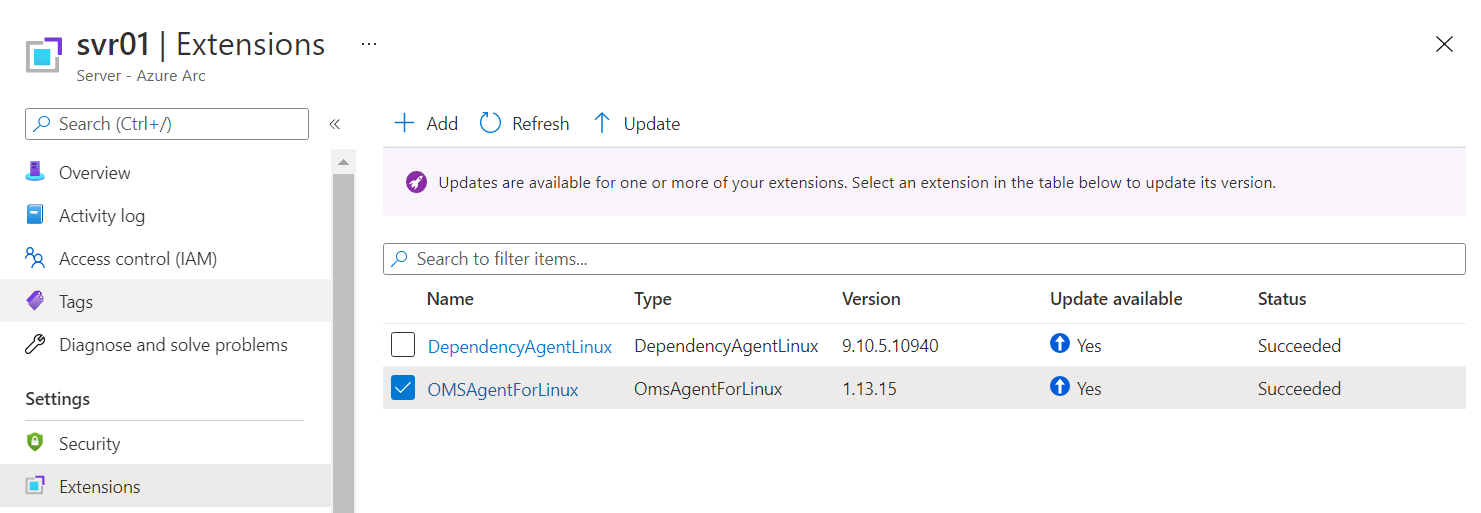 svr01 | Extensions ...
Server - Azure Arc
Search (Ctrl+/)
Overview
Activity log
Access control (IAM)
Tags
Diagnose and solve problems
Settings
Security
Extensions
Add Refresh Update
Updates are available for one or more of your extensions. Select an extension in the table below to update its version.
Search to filter items...
Name Type Version Update available Status
DependencyAgentLinux DependencyAgentLinux 9.10.5.10940 Yes Succeeded
OMSAgentForLinux OmsAgentForLinux 1.13.15 Yes Succeeded